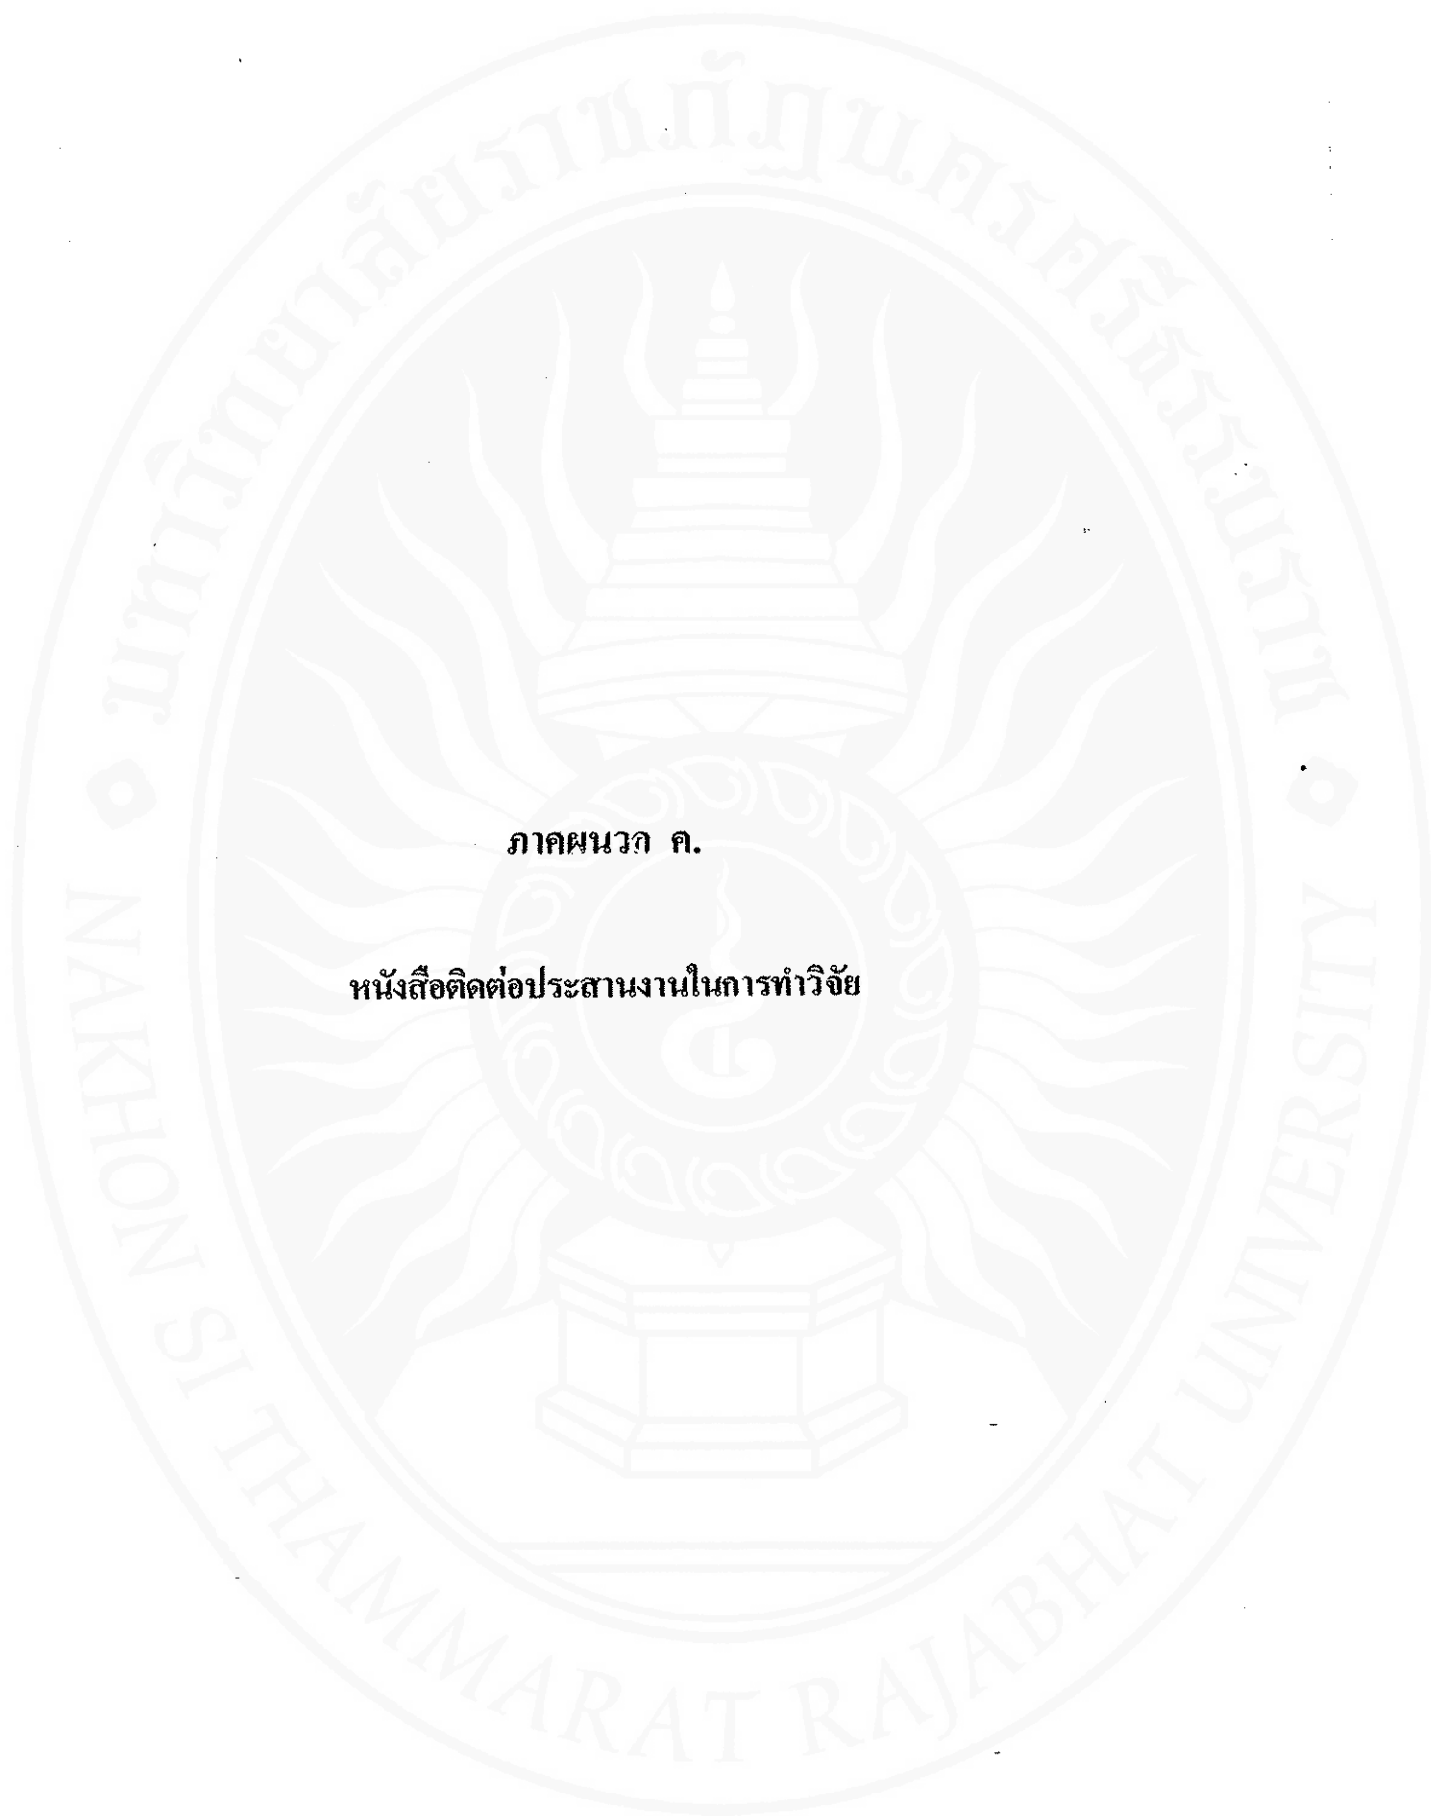 มหาวิทยาลัยราชภัฏนครศรีธรรมราช
ภาคผนวก ค.
หนังสือติดต่อประสานงานในการทำวิจัย
NAKHON SI THAMMARAT RAJABHAT UNIVERSITY